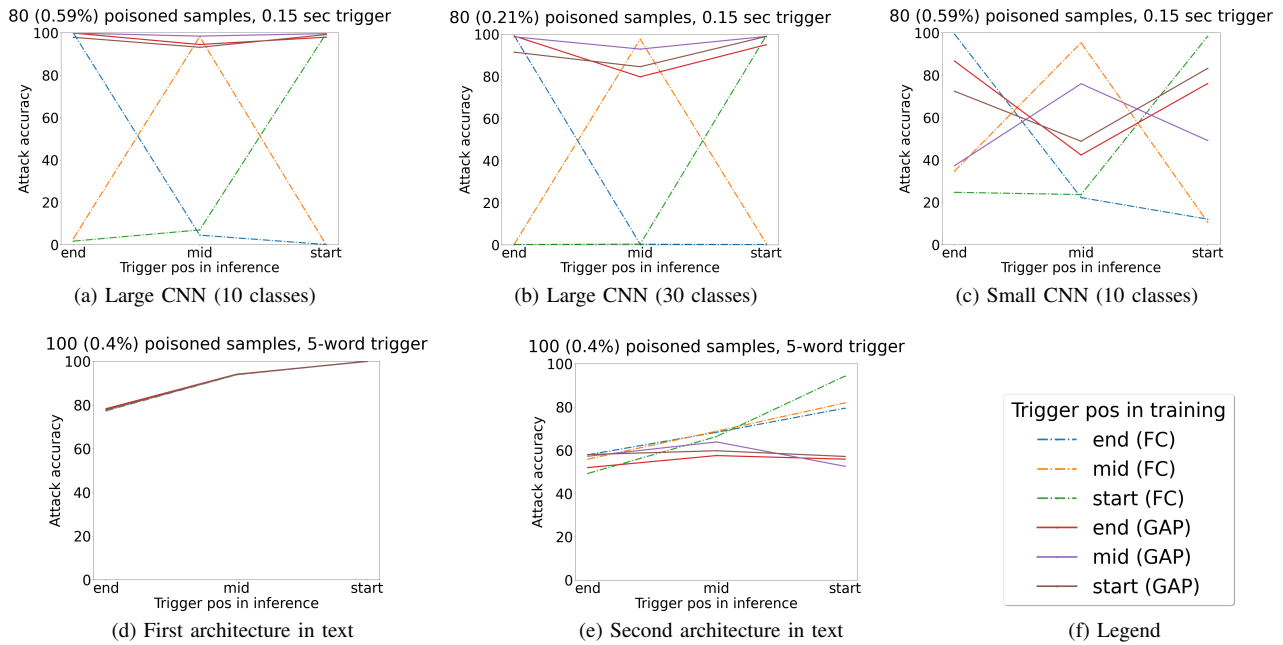 80 (0.59%) poisoned samples, 0.15 sec trigger
100
80
60
40
20
0
Attack accuracy
end mid start
Trigger pos in inference
(a) Large CNN (10 classes)
80 (0.21%) poisoned samples, 0.15 sec trigger
100
80
60
40
20
0
Attack accuracy
end mid start
Trigger pos in inference
(b) Large CNN (30 classes)
80 (0.59%) poisoned samples, 0.15 sec trigger
100
80
60
40
20
0
Attack accuracy
end mid start
Trigger pos in inference
(c) Small CNN (10 classes)
100 (0.4%) poisoned samples, 5-word trigger
100
80
60
40
20
0
Attack accuracy
end mid start
Trigger pos in inference
(d) First architecture in text
100 (0.4%) poisoned samples, 5-word trigger
100
80
60
40
20
0
Attack accuracy
end mid start
Trigger pos in inference
(e) Second architecture in text
Trigger pos in training
end (FC)
mid (FC)
start (FC)
end (GAP)
mid (GAP)
start (GAP)
(f) Legend